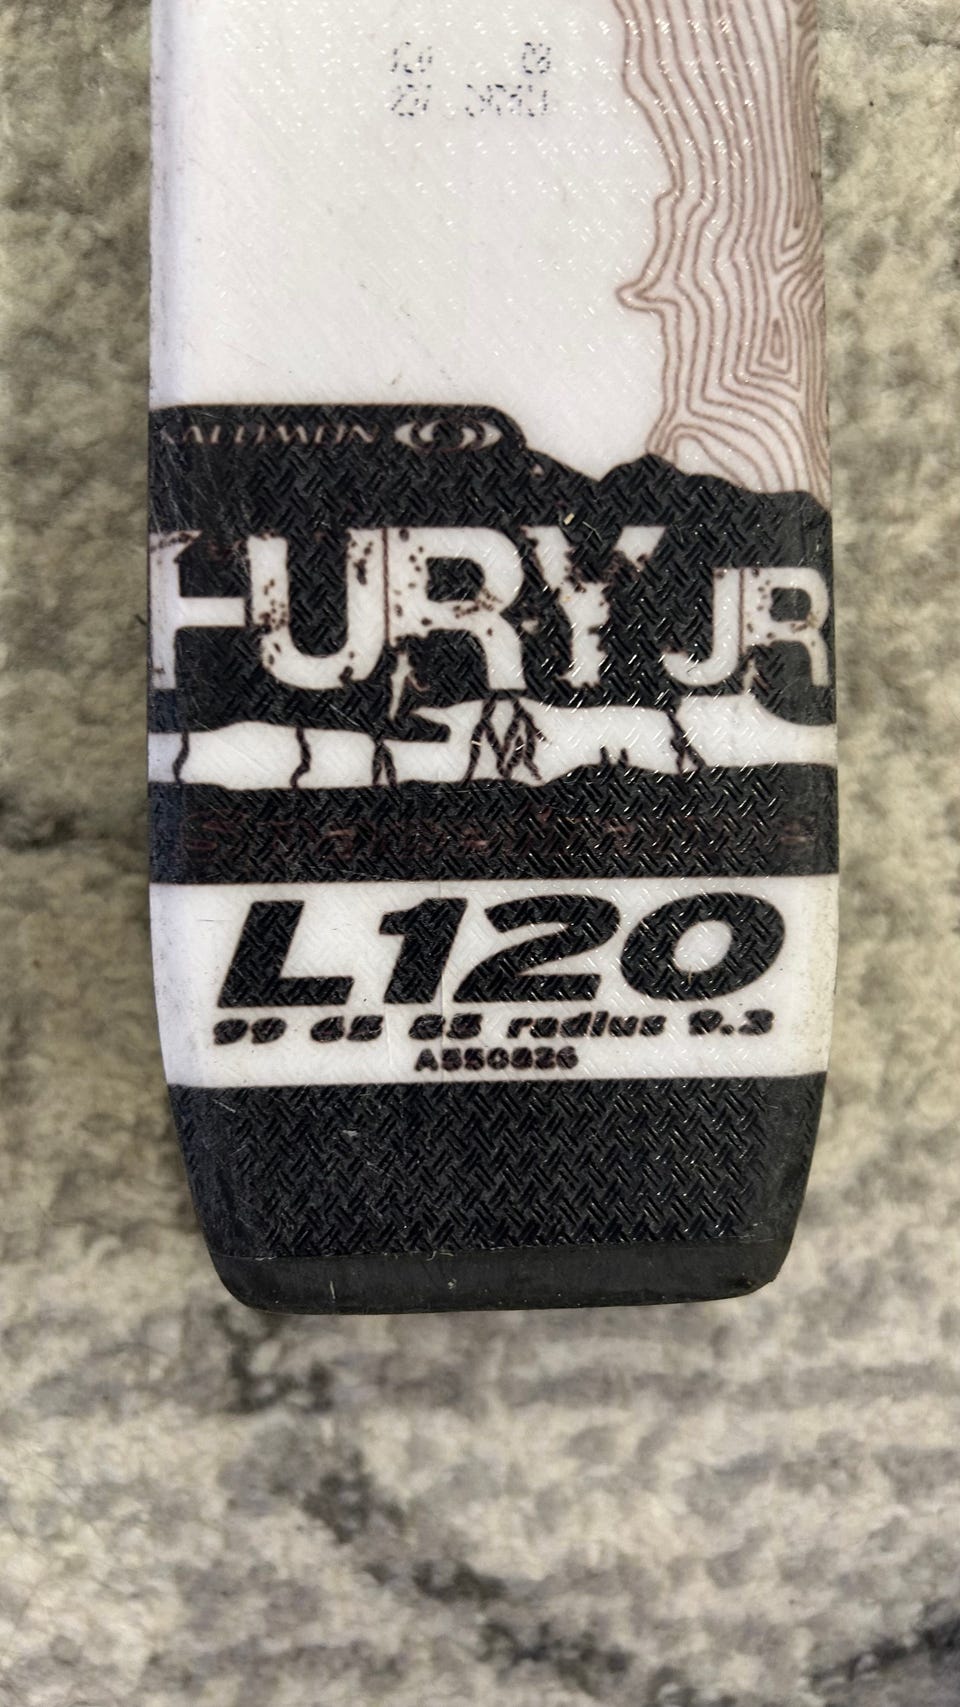 SALOMON
FURY JR
L120
99 65 85 radius 9.3
A550826